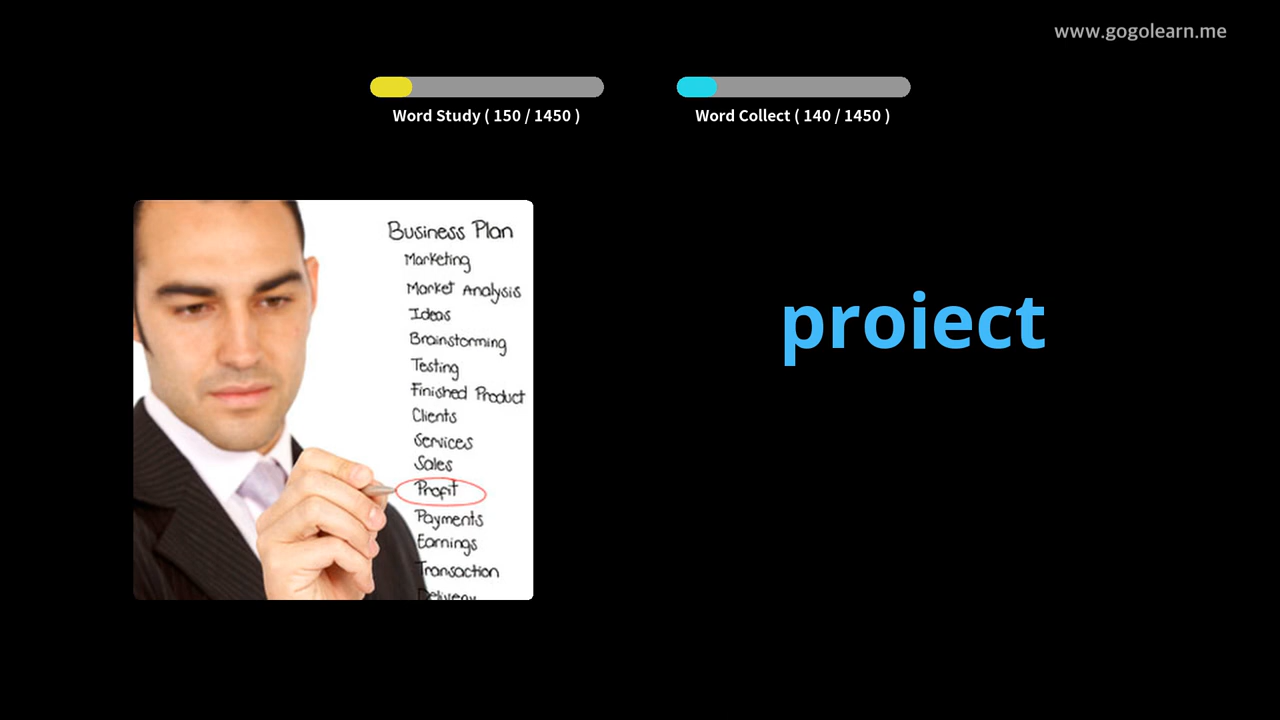 www.gogolearn.me
Word Study ( 150 / 1450 )
Word Collect ( 140 / 1450 )
Business Plan
Marketing
Market Analysis
Ideas
Brainstorming
Testing
Finished Product
Clients
Services
Sales
Profit
Payments
Earnings
Transaction
Delivery
proiect